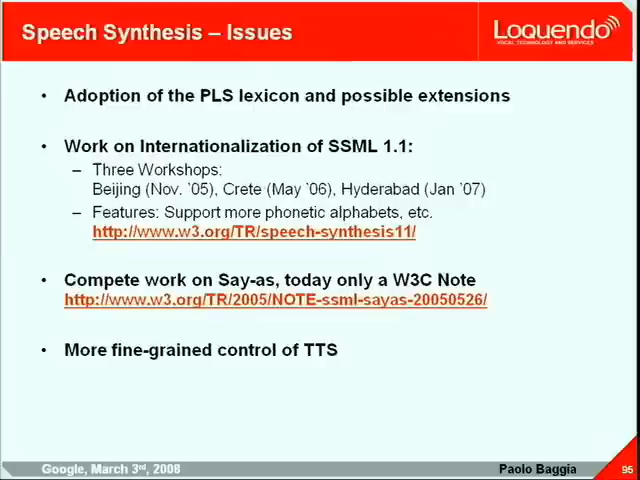 Speech Synthesis – Issues
Loquendo
VOCAL TECHNOLOGY AND SERVICES
• Adoption of the PLS lexicon and possible extensions
• Work on Internationalization of SSML 1.1:
– Three Workshops:
Beijing (Nov. '05), Crete (May '06), Hyderabad (Jan '07)
– Features: Support more phonetic alphabets, etc.
http://www.w3.org/TR/speech-synthesis11/
• Compete work on Say-as, today only a W3C Note
http://www.w3.org/TR/2005/NOTE-ssml-sayas-20050526/
• More fine-grained control of TTS
Google, March 3rd, 2008
Paolo Baggia
95